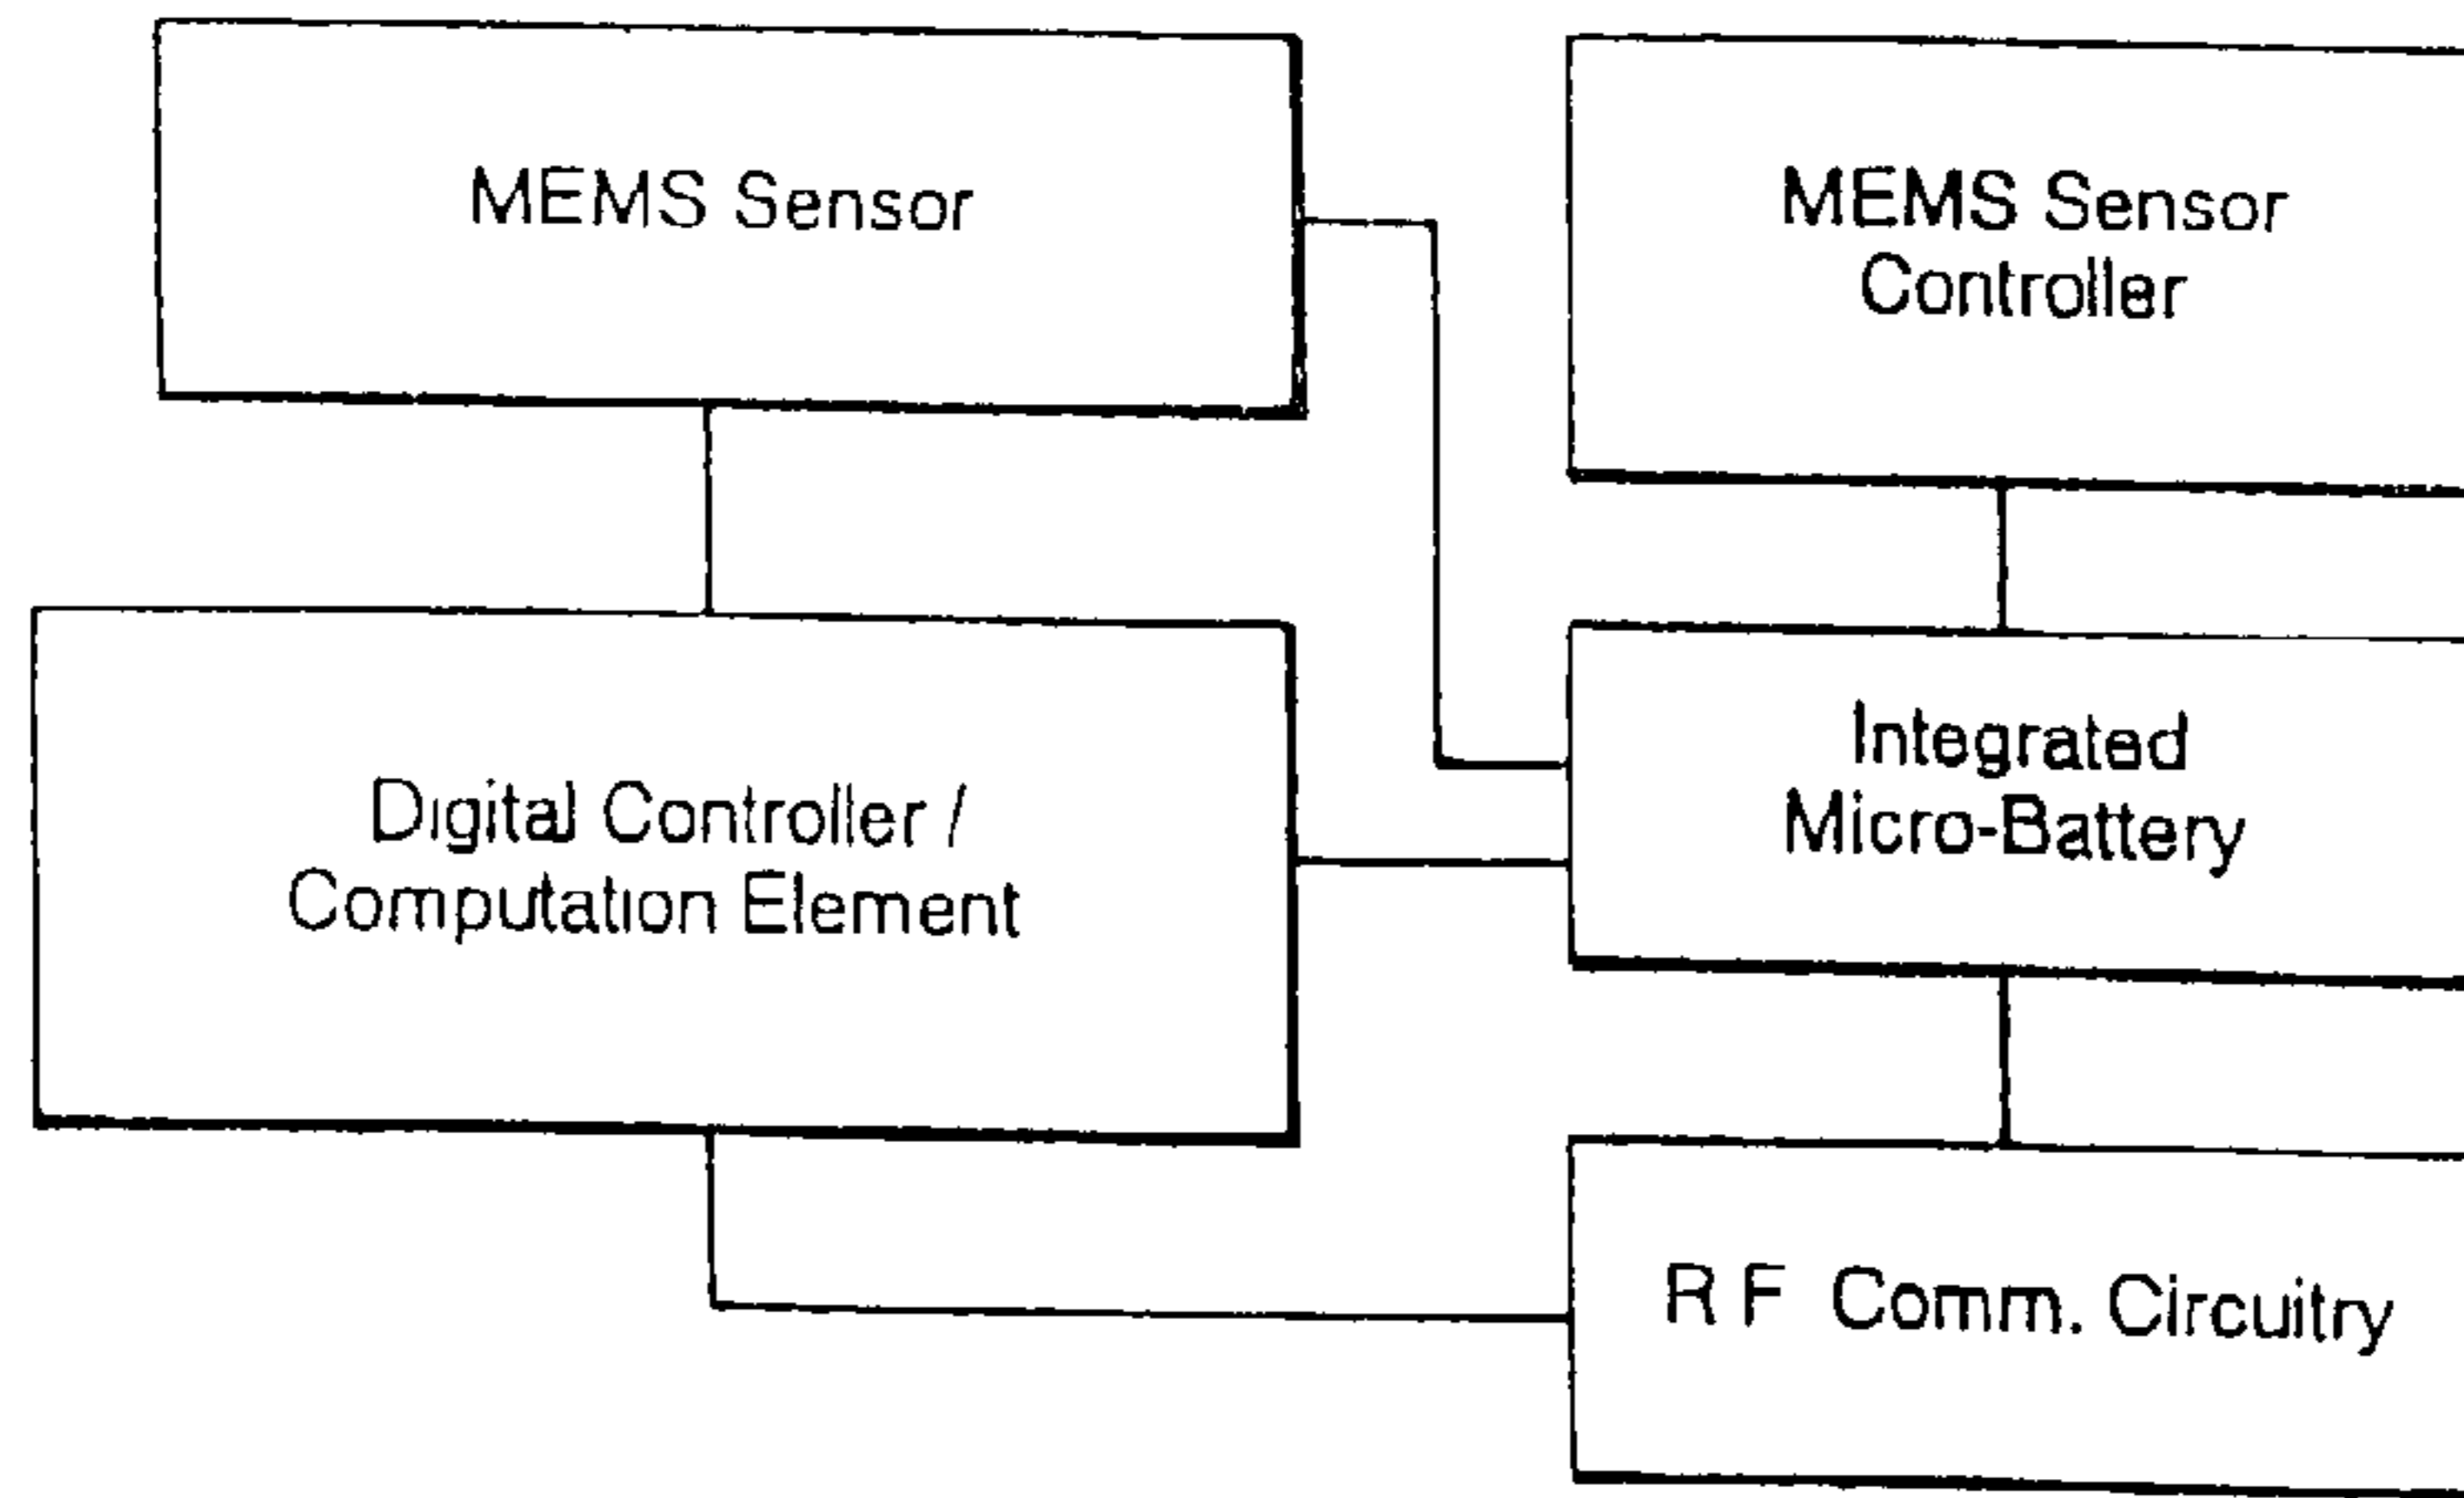 MEMS Sensor
MEMS Sensor
Controller
Digital Controller /
Computation Element
Integrated
Micro-Battery
R F Comm. Circuitry